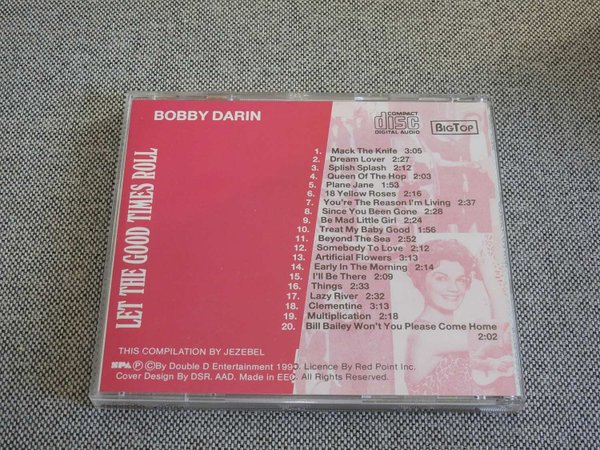 BOBBY DARIN
COMPACT
disc
DIGITAL AUDIO
BIGTOP
LET THE GOOD TIMES ROLL
1. Mack The Knife 3:05
2. Dream Lover 2:27
3. Splish Splash 2:12
4. Queen Of The Hop 2:03
5. Plane Jane 1:53
6. 18 Yellow Roses 2:16
7. You're The Reason I'm Living 2:37
8. Since You Been Gone 2:28
9. Be Mad Little Girl 2:24
10. Treat My Baby Good 1:56
11. Beyond The Sea 2:52
12. Somebody To Love 2:12
13. Artificial Flowers 3:13
14. Early In The Morning 2:14
15. I'll Be There 2:09
16. Things 2:33
17. Lazy River 2:32
18. Clementine 3:13
19. Multiplication 2:18
20. Bill Bailey Won't You Please Come Home
2:02
THIS COMPILATION BY JEZEBEL
SPA ℗ ©By Double D Entertainment 1990. Licence By Red Point Inc.
Cover Design By DSR. AAD. Made in EEC. All Rights Reserved.